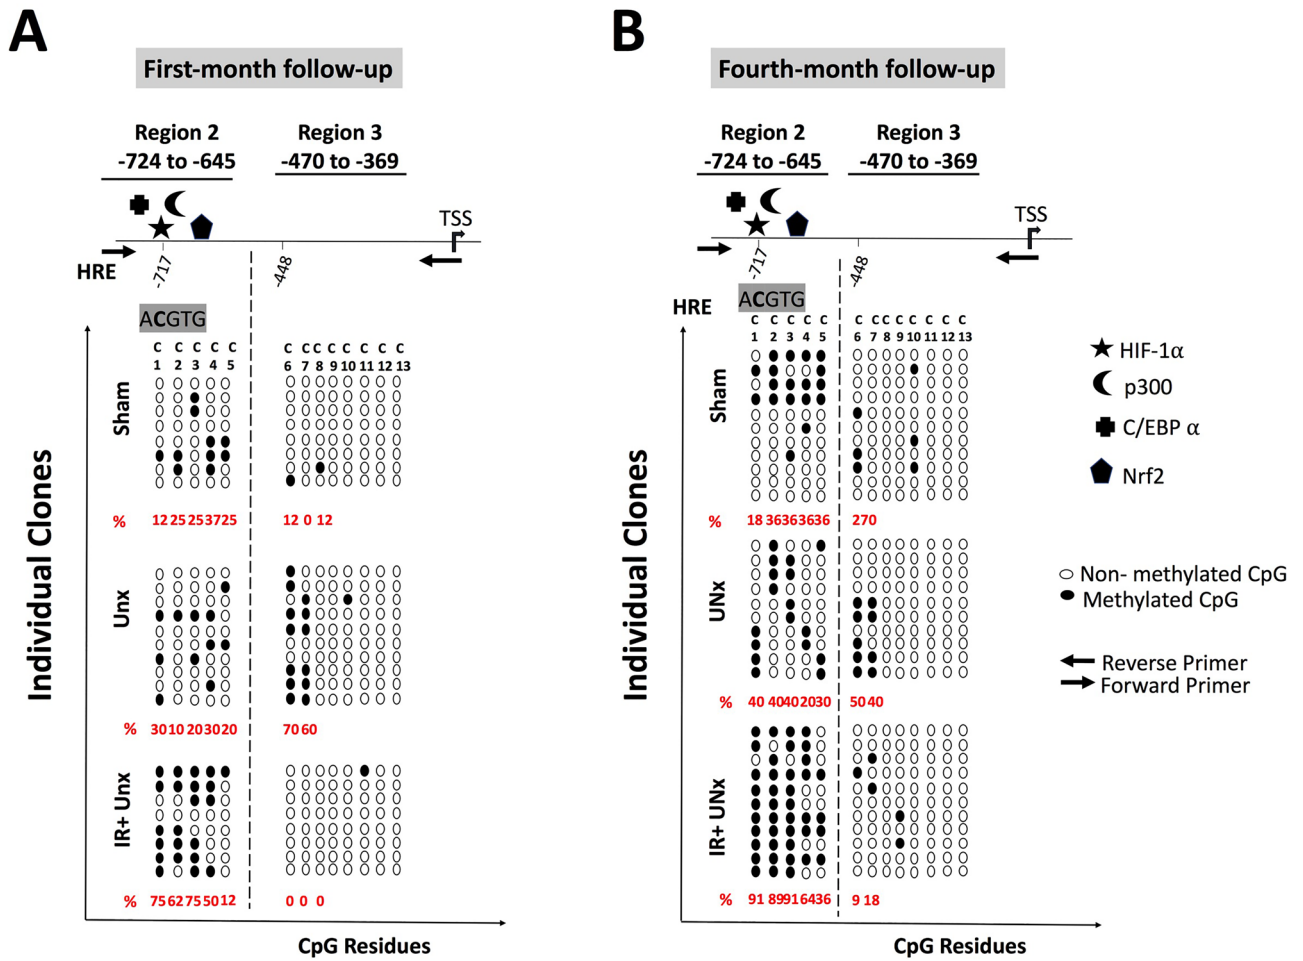 A
First-month follow-up
Region 2
-724 to -645
Region 3
-470 to -369
TSS
HRE
-717
-448
ACGTG
C C C C C
1 2 3 4 5
C C C C C C C C
6 7 8 9 10 11 12 13
Individual Clones
Sham
% 12 25 25 37 25 12 0 12
Unx
% 30 10 20 30 20 70 60
IR+ Unx
% 75 62 75 50 12 0 0 0
CpG Residues
B
Fourth-month follow-up
Region 2
-724 to -645
Region 3
-470 to -369
TSS
-717
-448
HRE
ACGTG
C C C C C
1 2 3 4 5
C C C C C C C C
6 7 8 9 10 11 12 13
Individual Clones
Sham
% 18 36 36 36 36 27 0
UNx
% 40 40 40 20 30 50 40
IR+ UNx
% 91 89 91 64 36 9 18
CpG Residues
HIF-1α
p300
C/EBP α
Nrf2
Non- methylated CpG
Methylated CpG
Reverse Primer
Forward Primer